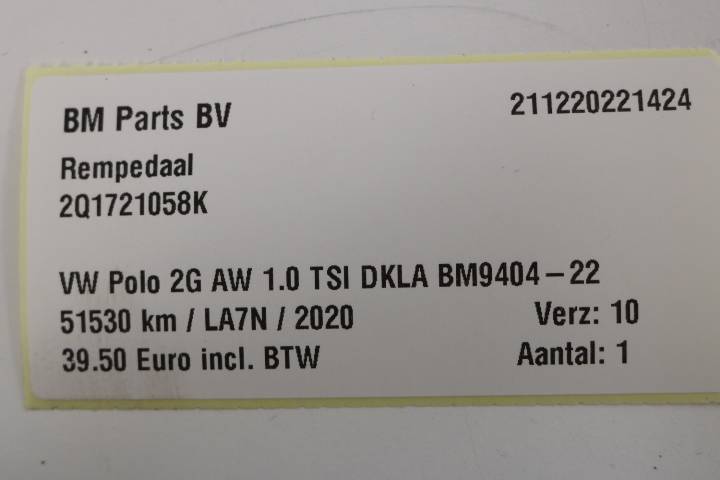 BM Parts BV 211220221424
Rempedaal
2Q1721058K
VW Polo 2G AW 1.0 TSI DKLA BM9404-22
51530 km / LA7N / 2020 Verz: 10
39.50 Euro incl. BTW Aantal: 1